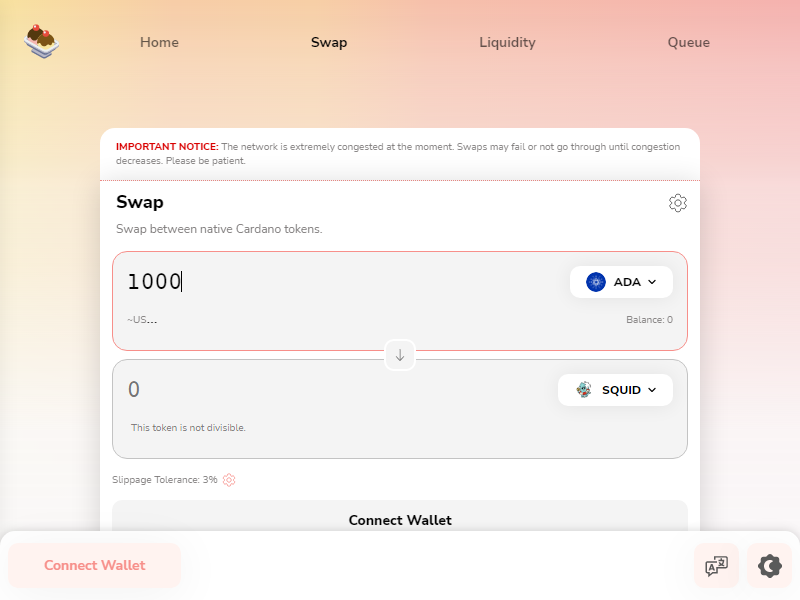 Home
Swap
Liquidity
Queue
IMPORTANT NOTICE: The network is extremely congested at the moment. Swaps may fail or not go through until congestion
decreases. Please be patient.
Swap
Swap between native Cardano tokens.
1000
ADA
~US...
Balance: 0
0
SQUID
This token is not divisible.
Slippage Tolerance: 3%
Connect Wallet
Connect Wallet